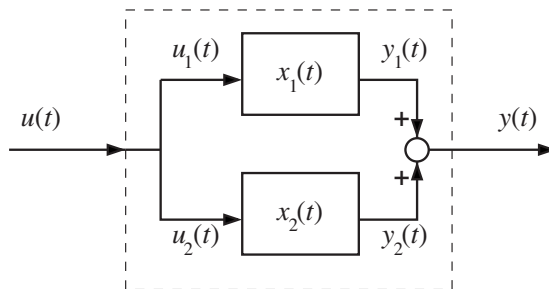 u₁(t) x₁(t) y₁(t)
u(t) + y(t)
+
u₂(t) x₂(t) y₂(t)